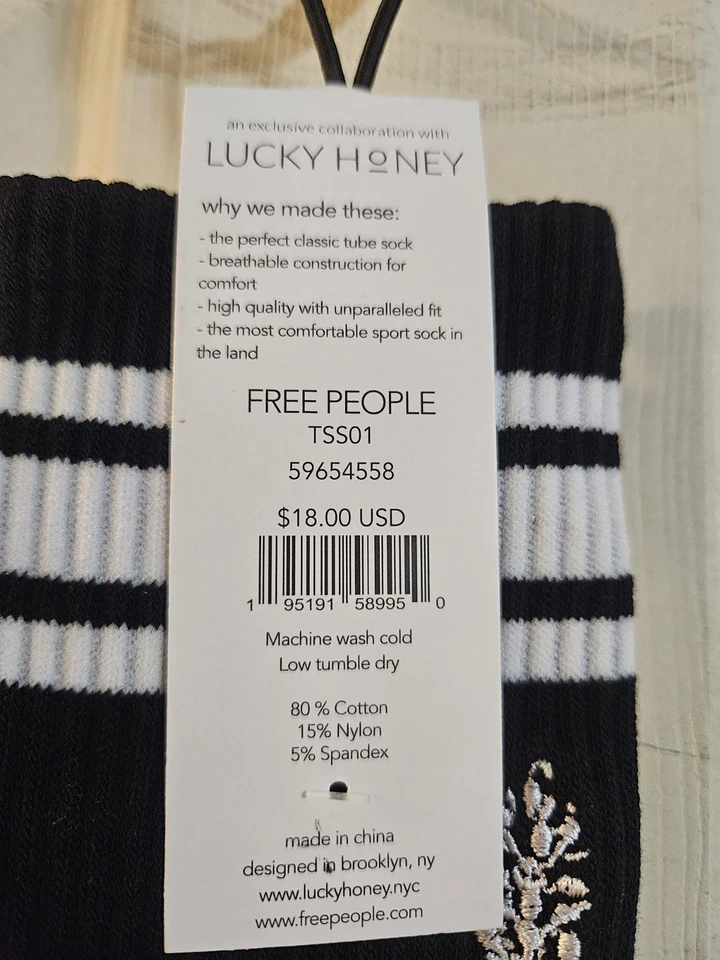 an exclusive collaboration with
LUCKY HONEY
why we made these:
- the perfect classic tube sock
- breathable construction for
comfort
- high quality with unparalleled fit
- the most comfortable sport sock in
the land
FREE PEOPLE
TSS01
59654558
$18.00 USD
1 95191 58995 0
Machine wash cold
Low tumble dry
80 % Cotton
15% Nylon
5% Spandex
made in china
designed in brooklyn, ny
www.luckyhoney.nyc
www.freepeople.com